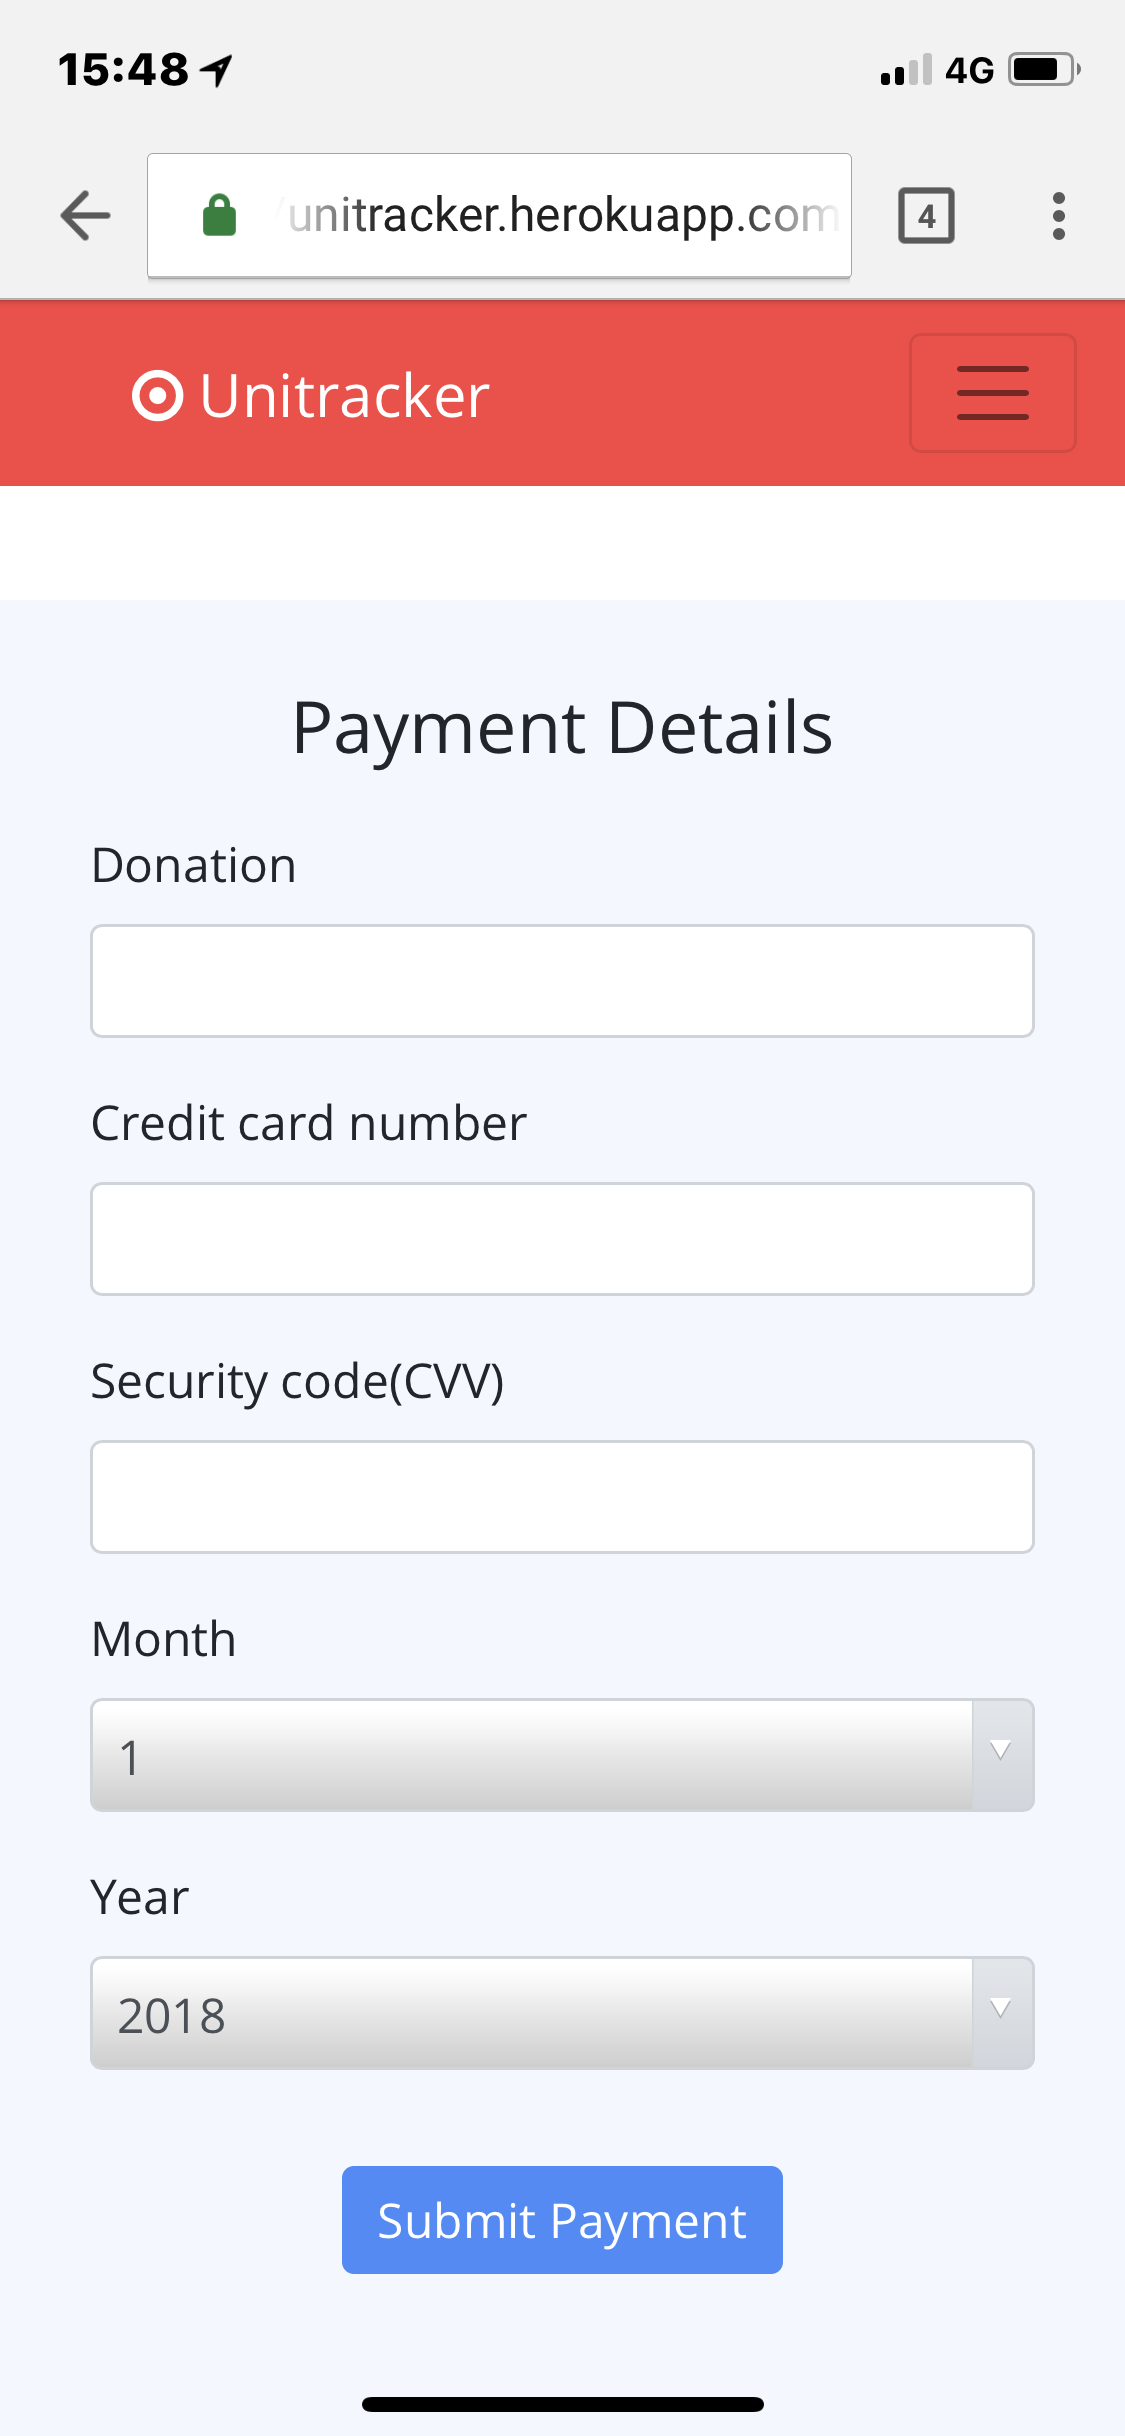 15:48 4G
unitracker.herokuapp.com 4
Unitracker
Payment Details
Donation
Credit card number
Security code(CVV)
Month
1
Year
2018
Submit Payment